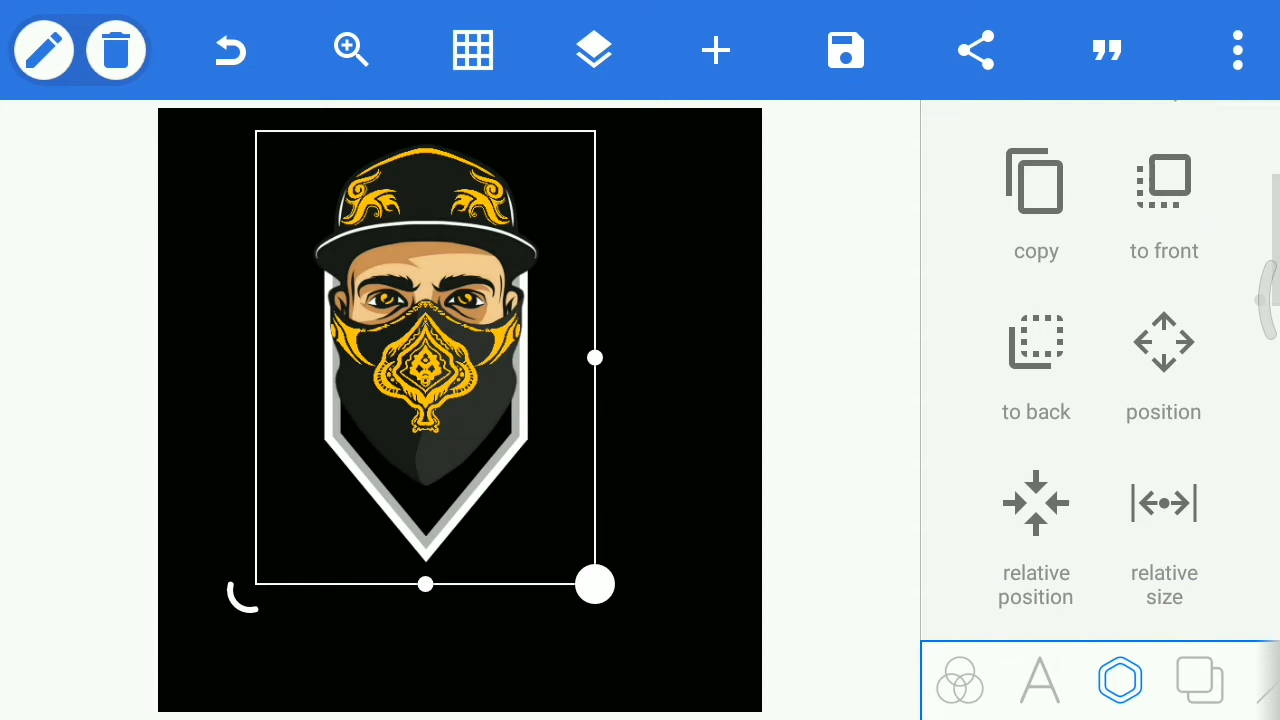 copy
to front
to back
position
relative
position
relative
size